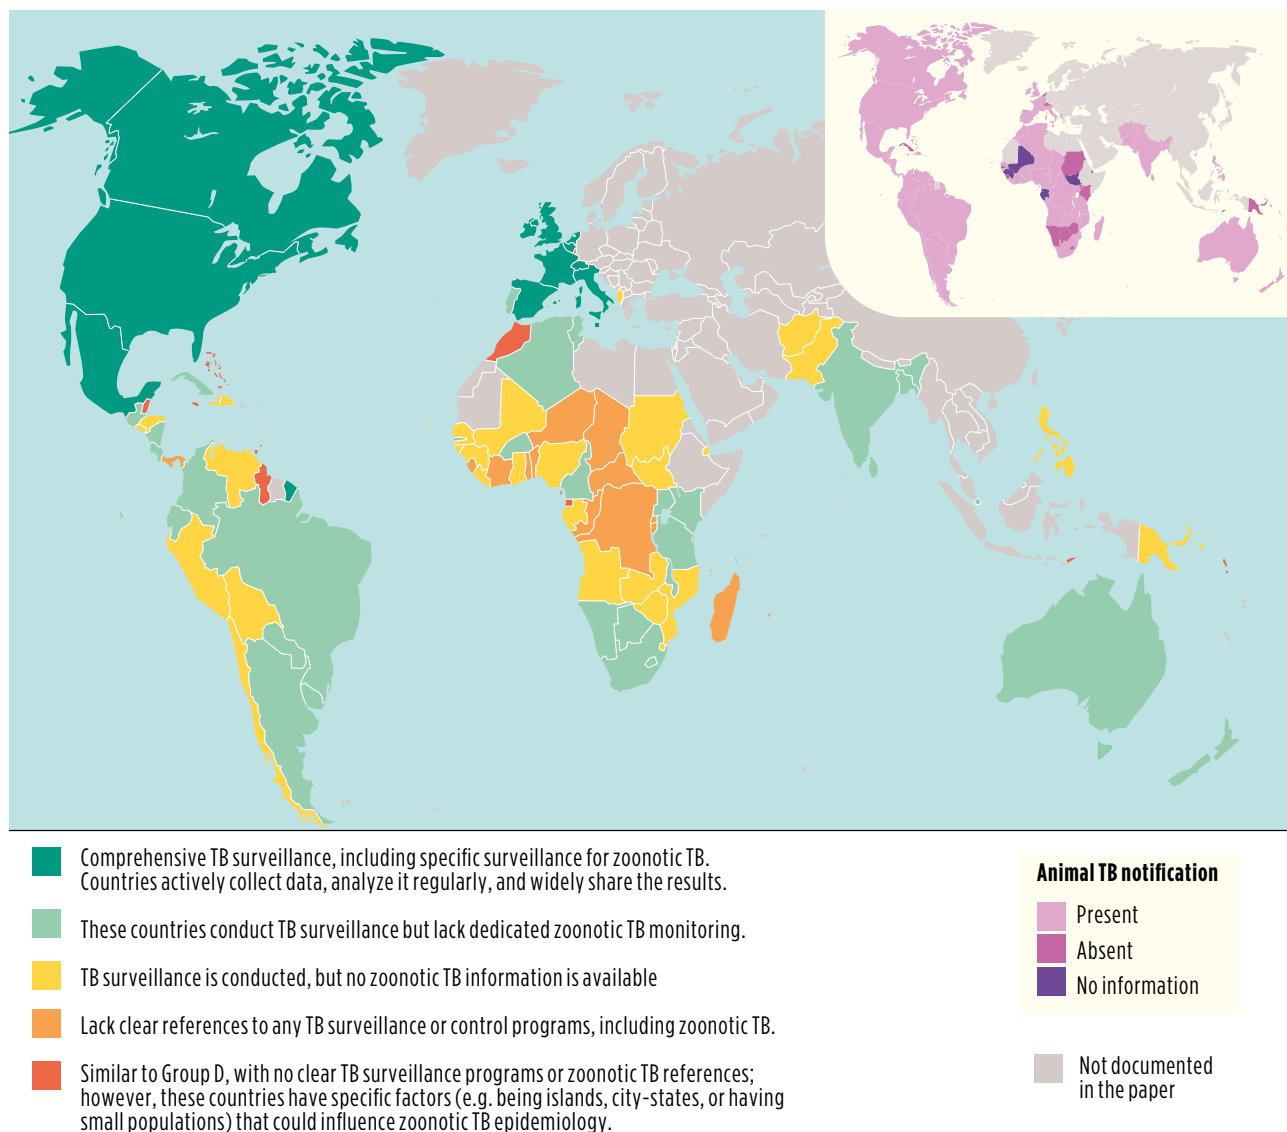 Comprehensive TB surveillance, including specific surveillance for zoonotic TB.
Countries actively collect data, analyze it regularly, and widely share the results.
These countries conduct TB surveillance but lack dedicated zoonotic TB monitoring.
TB surveillance is conducted, but no zoonotic TB information is available
Lack clear references to any TB surveillance or control programs, including zoonotic TB.
Similar to Group D, with no clear TB surveillance programs or zoonotic TB references;
however, these countries have specific factors (e.g. being islands, city-states, or having
small populations) that could influence zoonotic TB epidemiology.
Animal TB notification
Present
Absent
No information
Not documented
in the paper